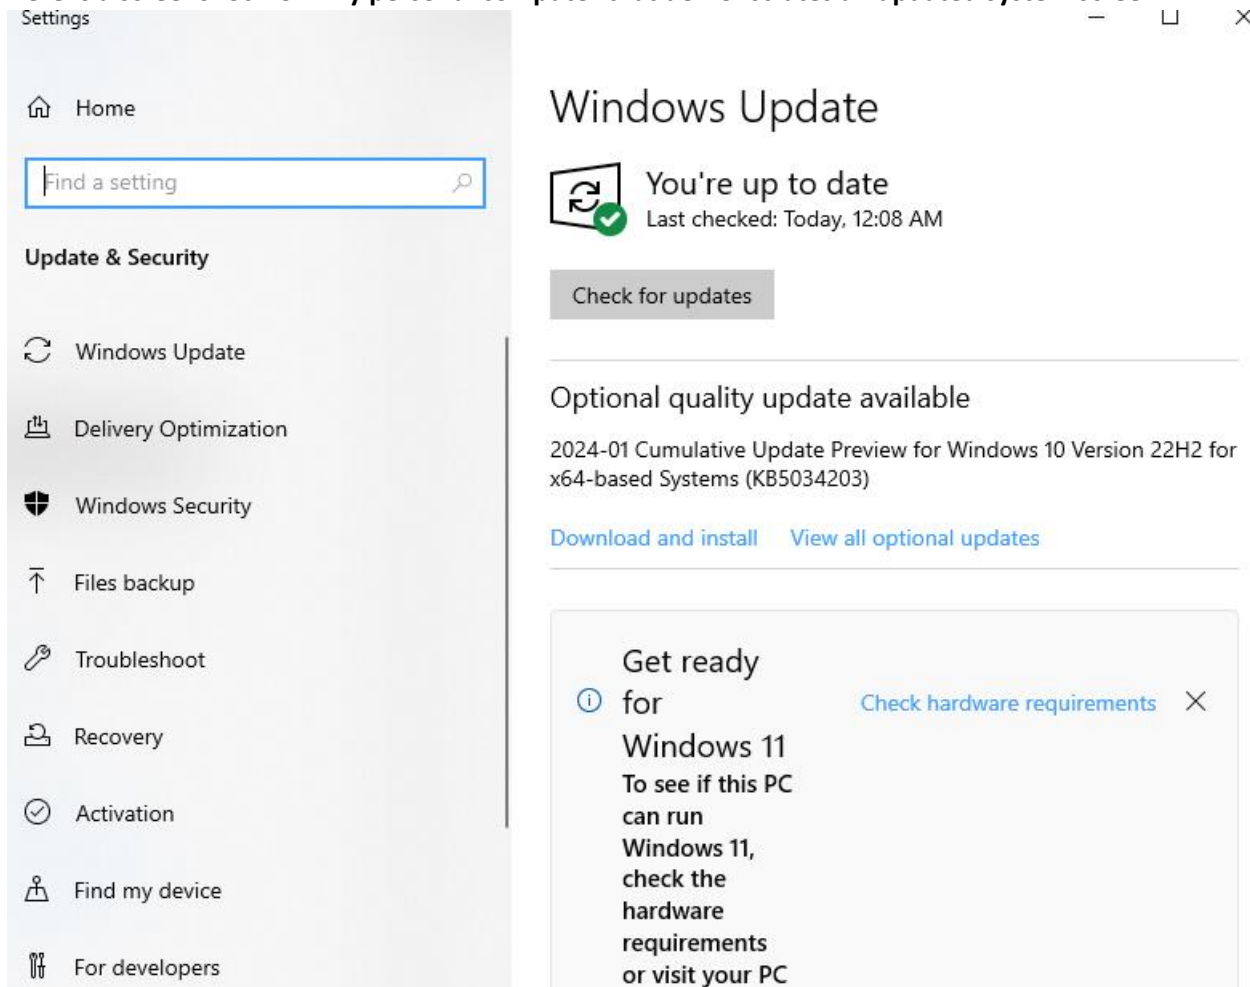 Settings
Home
Find a setting
Update & Security
Windows Update
Delivery Optimization
Windows Security
Files backup
Troubleshoot
Recovery
Activation
Find my device
For developers
Windows Update
You're up to date
Last checked: Today, 12:08 AM
Check for updates
Optional quality update available
2024-01 Cumulative Update Preview for Windows 10 Version 22H2 for
x64-based Systems (KB5034203)
Download and install View all optional updates
Get ready
for
Windows 11
Check hardware requirements
To see if this PC
can run
Windows 11,
check the
hardware
requirements
or visit your PC